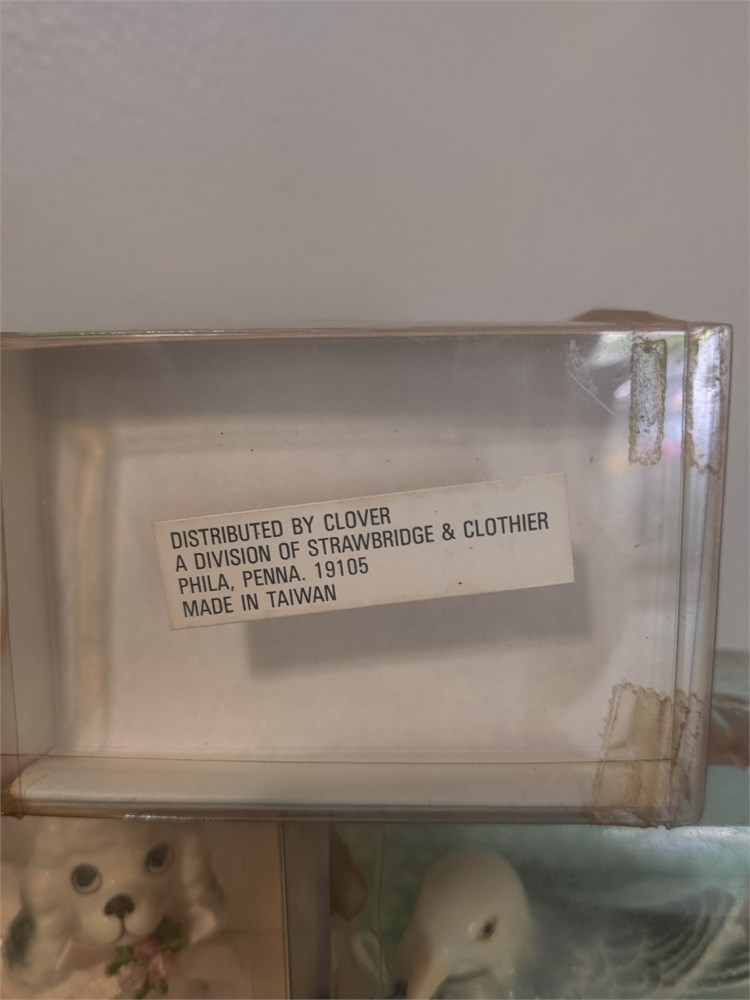 DISTRIBUTED BY CLOVER
A DIVISION OF STRAWBRIDGE & CLOTHIER
PHILA, PENNA. 19105
MADE IN TAIWAN